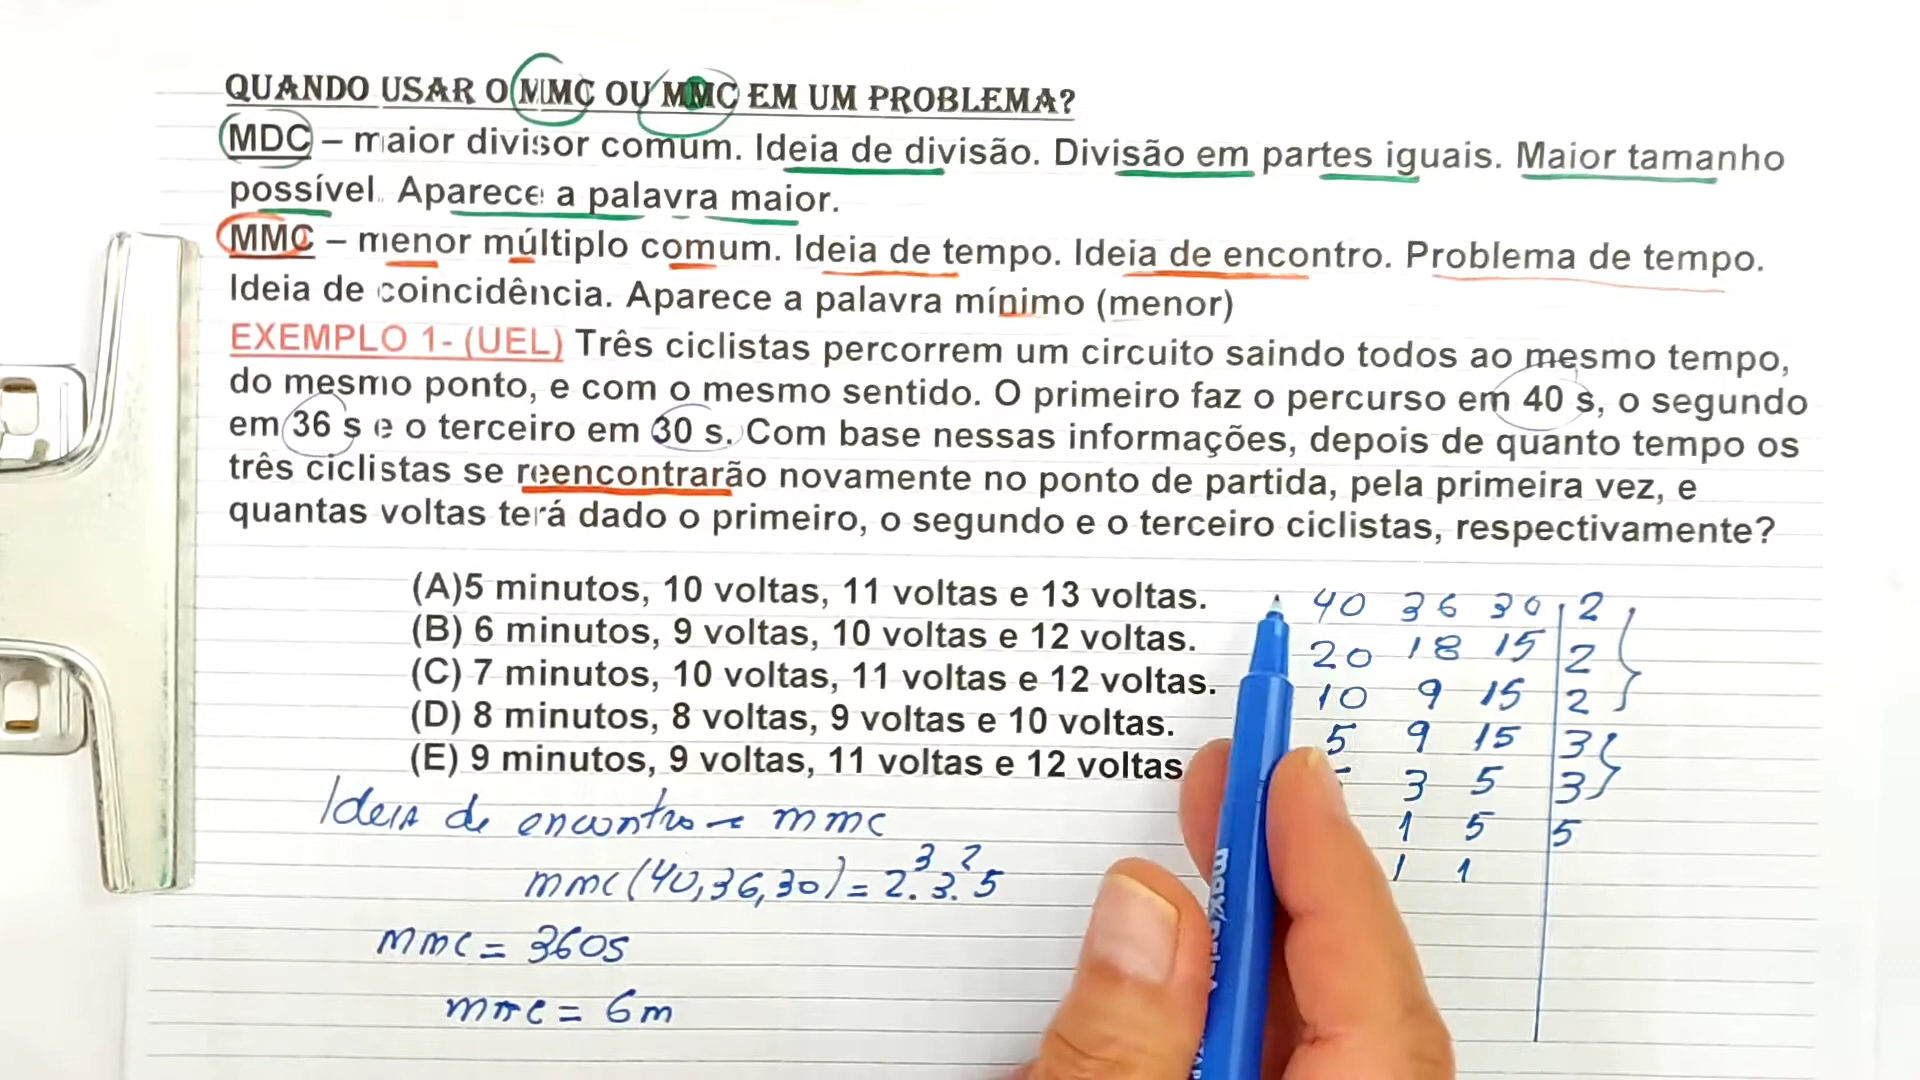 QUANDO USAR O MMC OU MMC EM UM PROBLEMA?
MDC – maior divisor comum. Ideia de divisão. Divisão em partes iguais. Maior tamanho
possível. Aparece a palavra maior.
MMC – menor múltiplo comum. Ideia de tempo. Ideia de encontro. Problema de tempo.
Ideia de coincidência. Aparece a palavra mínimo (menor)
EXEMPLO 1- (UEL) Três ciclistas percorrem um circuito saindo todos ao mesmo tempo,
do mesmo ponto, e com o mesmo sentido. O primeiro faz o percurso em 40 s, o segundo
em 36 s e o terceiro em 30 s. Com base nessas informações, depois de quanto tempo os
três ciclistas se reencontrarão novamente no ponto de partida, pela primeira vez, e
quantas voltas terá dado o primeiro, o segundo e o terceiro ciclistas, respectivamente?
(A)5 minutos, 10 voltas, 11 voltas e 13 voltas.
(B) 6 minutos, 9 voltas, 10 voltas e 12 voltas.
(C) 7 minutos, 10 voltas, 11 voltas e 12 voltas.
(D) 8 minutos, 8 voltas, 9 voltas e 10 voltas.
(E) 9 minutos, 9 voltas, 11 voltas e 12 voltas
Ideia de encontro – mmc
mmc(40,36,30) = 2³.3².5
mmc = 360s
mmc = 6m
40 36 30 2
20 18 15 2
10 9 15 2
5 9 15 3
3 5 3
1 5 5
1 1